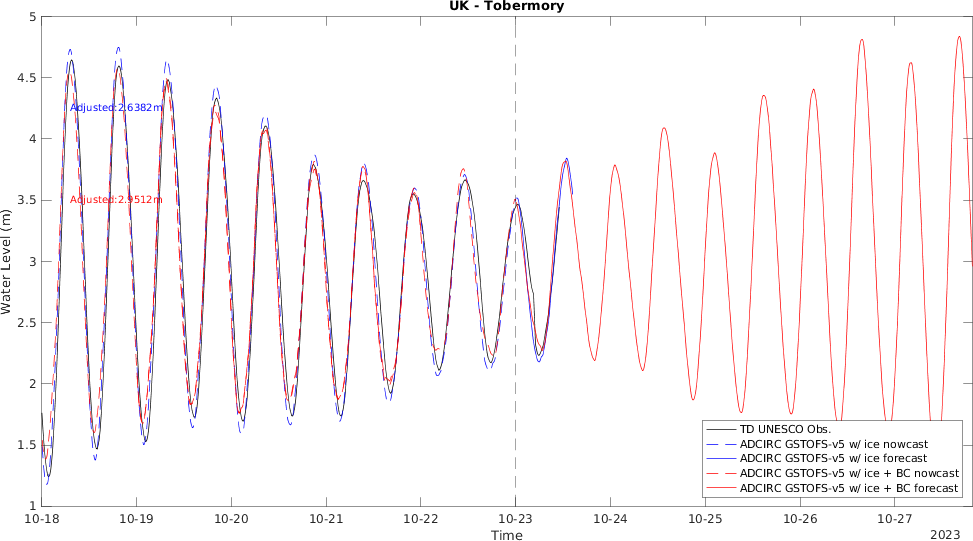 UK - Tobermory
5
4.5
4
3.5
3
2.5
2
1.5
1
Water Level (m)
Adjusted:2.6382m
Adjusted:2.9512m
TD UNESCO Obs.
ADCIRC GSTOFS-v5 w/ ice nowcast
ADCIRC GSTOFS-v5 w/ ice forecast
ADCIRC GSTOFS-v5 w/ ice + BC nowcast
ADCIRC GSTOFS-v5 w/ ice + BC forecast
10-18 10-19 10-20 10-21 10-22 10-23 10-24 10-25 10-26 10-27
Time
2023